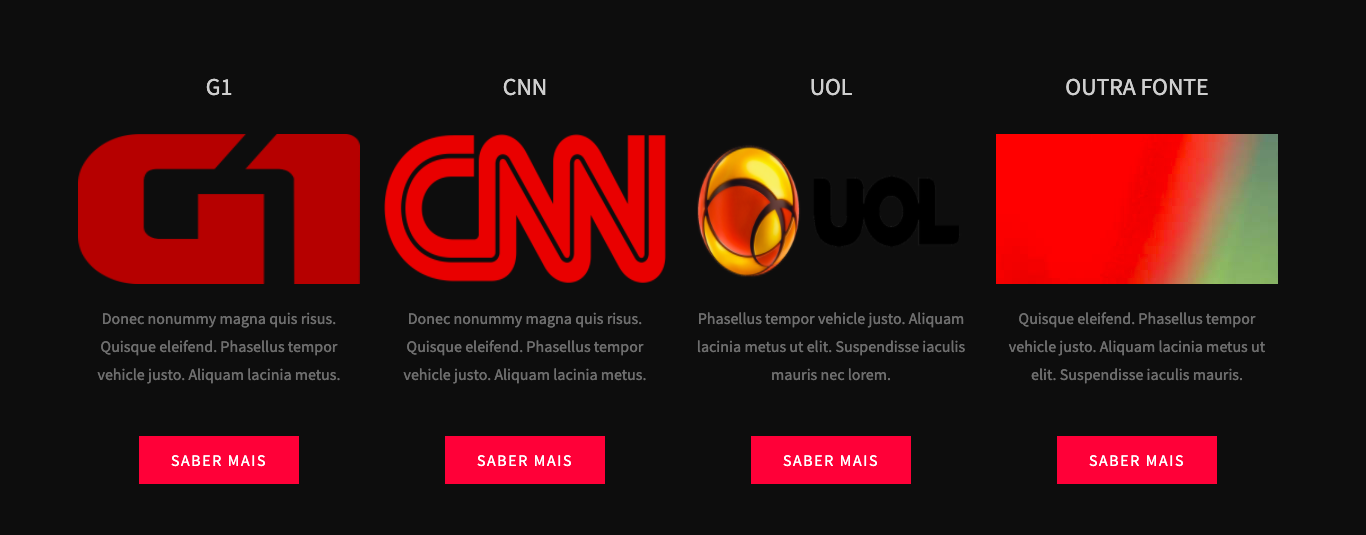 G1
CNN
UOL
OUTRA FONTE
G1
CNN
UOL
Donec nonummy magna quis risus.
Quisque eleifend. Phasellus tempor
vehicle justo. Aliquam lacinia metus.
Donec nonummy magna quis risus.
Quisque eleifend. Phasellus tempor
vehicle justo. Aliquam lacinia metus.
Phasellus tempor vehicle justo. Aliquam
lacinia metus ut elit. Suspendisse iaculis
mauris nec lorem.
Quisque eleifend. Phasellus tempor
vehicle justo. Aliquam lacinia metus ut
elit. Suspendisse iaculis mauris.
SABER MAIS
SABER MAIS
SABER MAIS
SABER MAIS